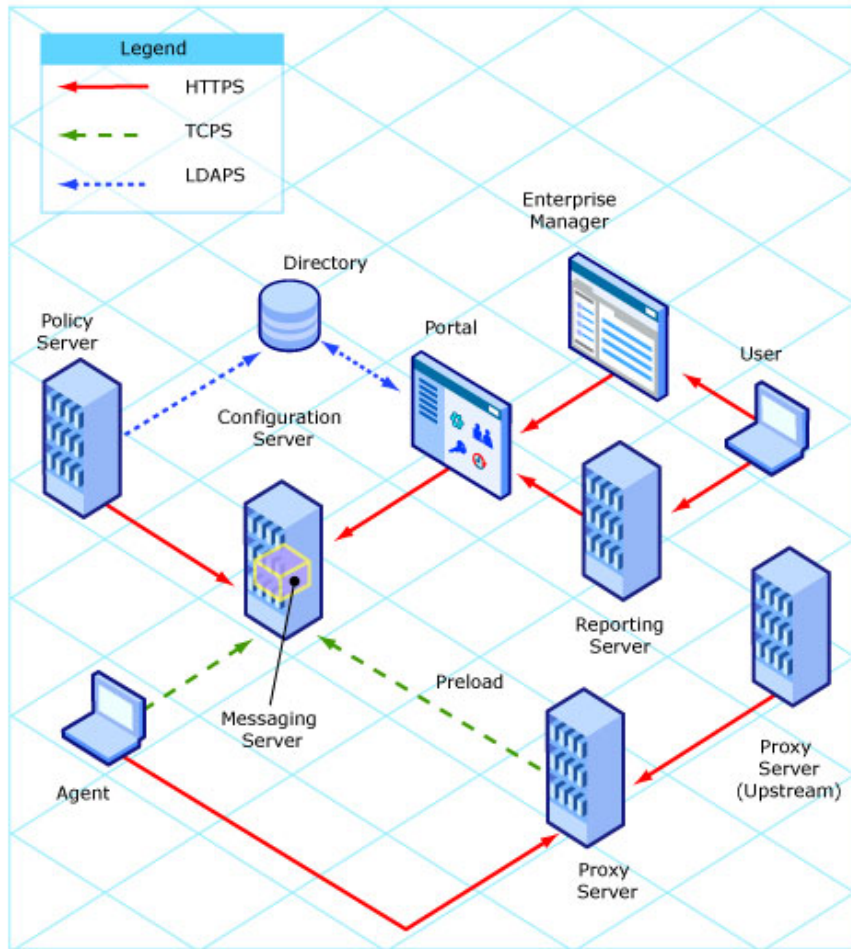 Legend
HTTPS
TCPS
LDAPS
Enterprise
Manager
Directory
Portal
Policy
Server
User
Configuration
Server
Reporting
Server
Preload
Messaging
Server
Proxy
Server
(Upstream)
Agent
Proxy
Server